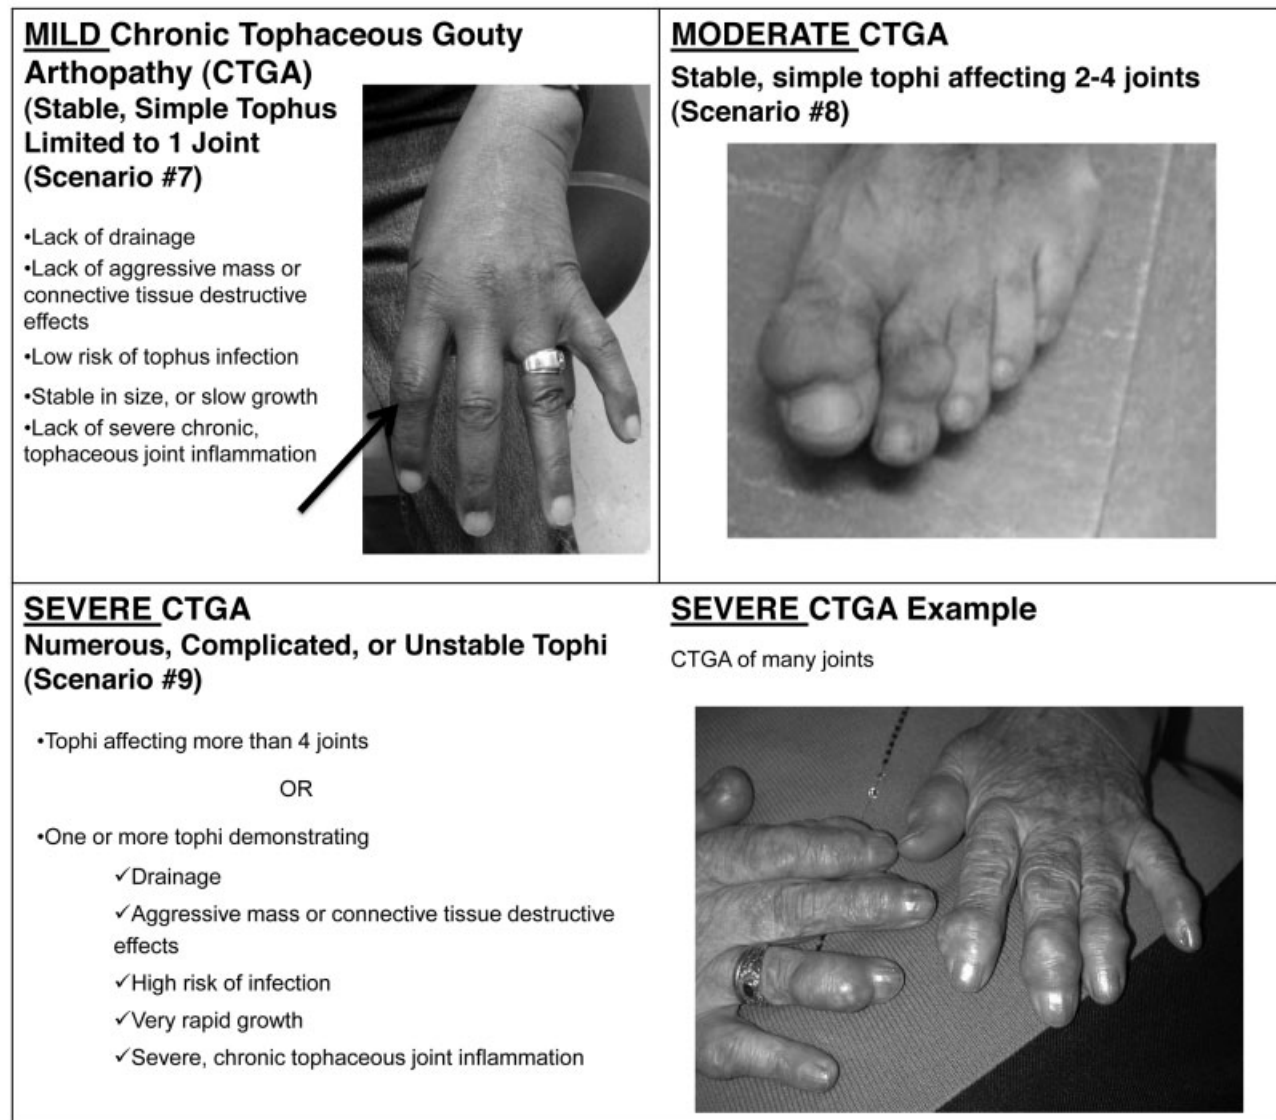 MILD Chronic Tophaceous Gouty
Arthopathy (CTGA)
(Stable, Simple Tophus
Limited to 1 Joint
(Scenario #7)
•Lack of drainage
•Lack of aggressive mass or
connective tissue destructive
effects
•Low risk of tophus infection
•Stable in size, or slow growth
•Lack of severe chronic,
tophaceous joint inflammation
MODERATE CTGA
Stable, simple tophi affecting 2-4 joints
(Scenario #8)
SEVERE CTGA
Numerous, Complicated, or Unstable Tophi
(Scenario #9)
•Tophi affecting more than 4 joints
OR
•One or more tophi demonstrating
✓Drainage
✓Aggressive mass or connective tissue destructive
effects
✓High risk of infection
✓Very rapid growth
✓Severe, chronic tophaceous joint inflammation
SEVERE CTGA Example
CTGA of many joints